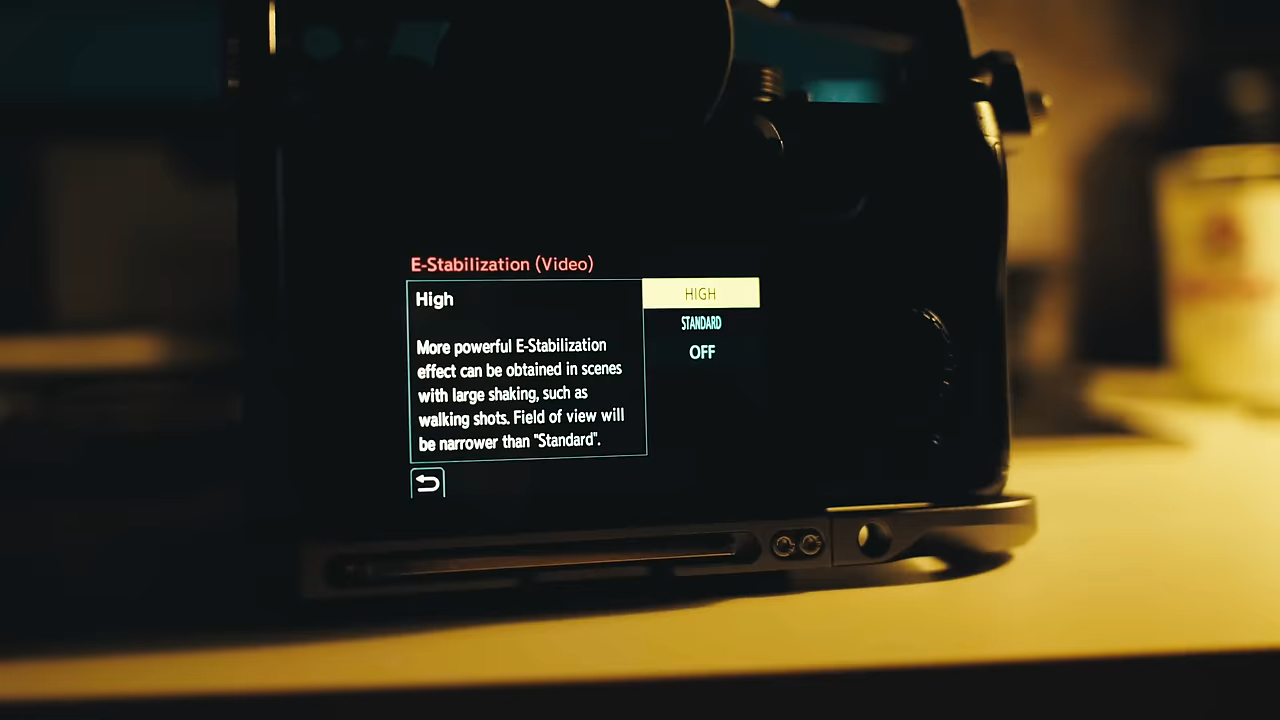 E-Stabilization (Video)
High
More powerful E-Stabilization
effect can be obtained in scenes
with large shaking, such as
walking shots. Field of view will
be narrower than "Standard".
HIGH
STANDARD
OFF